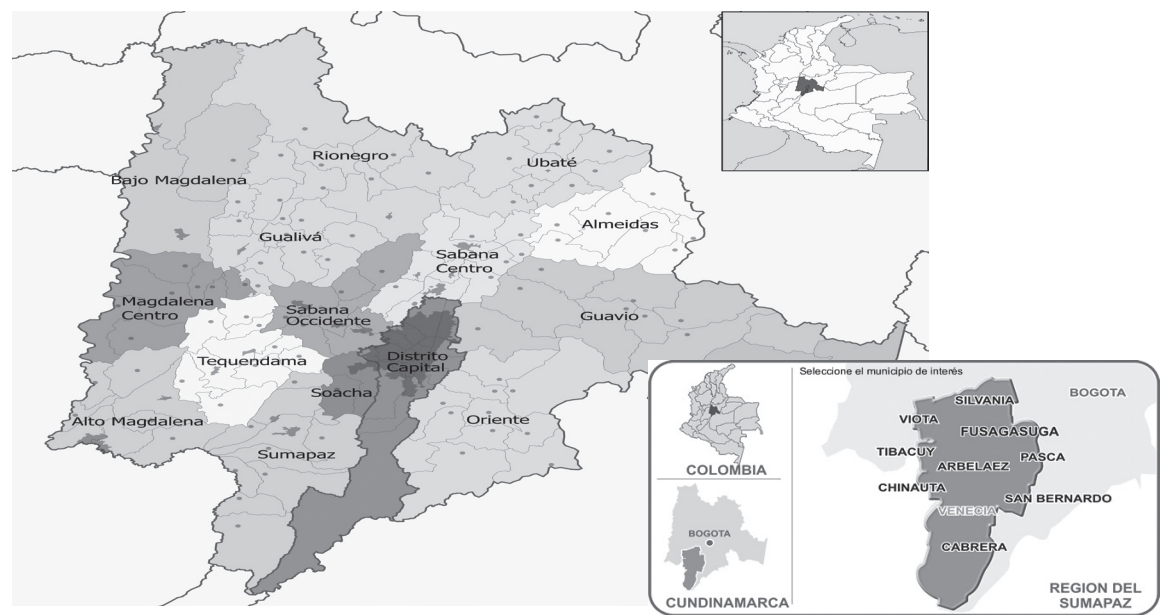 Rionegro
Ubaté
Bajo Magdalena
Almeidas
Gualivá
Sabana
Centro
Magdalena
Centro
Sabana
Occidente
Guavio
Tequendama
Distrito
Capital
Soacha
Alto Magdalena
Oriente
Sumapaz
Seleccione el municipio de interés
COLOMBIA
BOGOTA
CUNDINAMARCA
BOGOTA
SILVANIA
VIOTA
FUSAGASUGA
TIBACUY
PASCA
ARBELAEZ
CHINAUTA
SAN BERNARDO
VENECIA
CABRERA
REGION DEL
SUMAPAZ